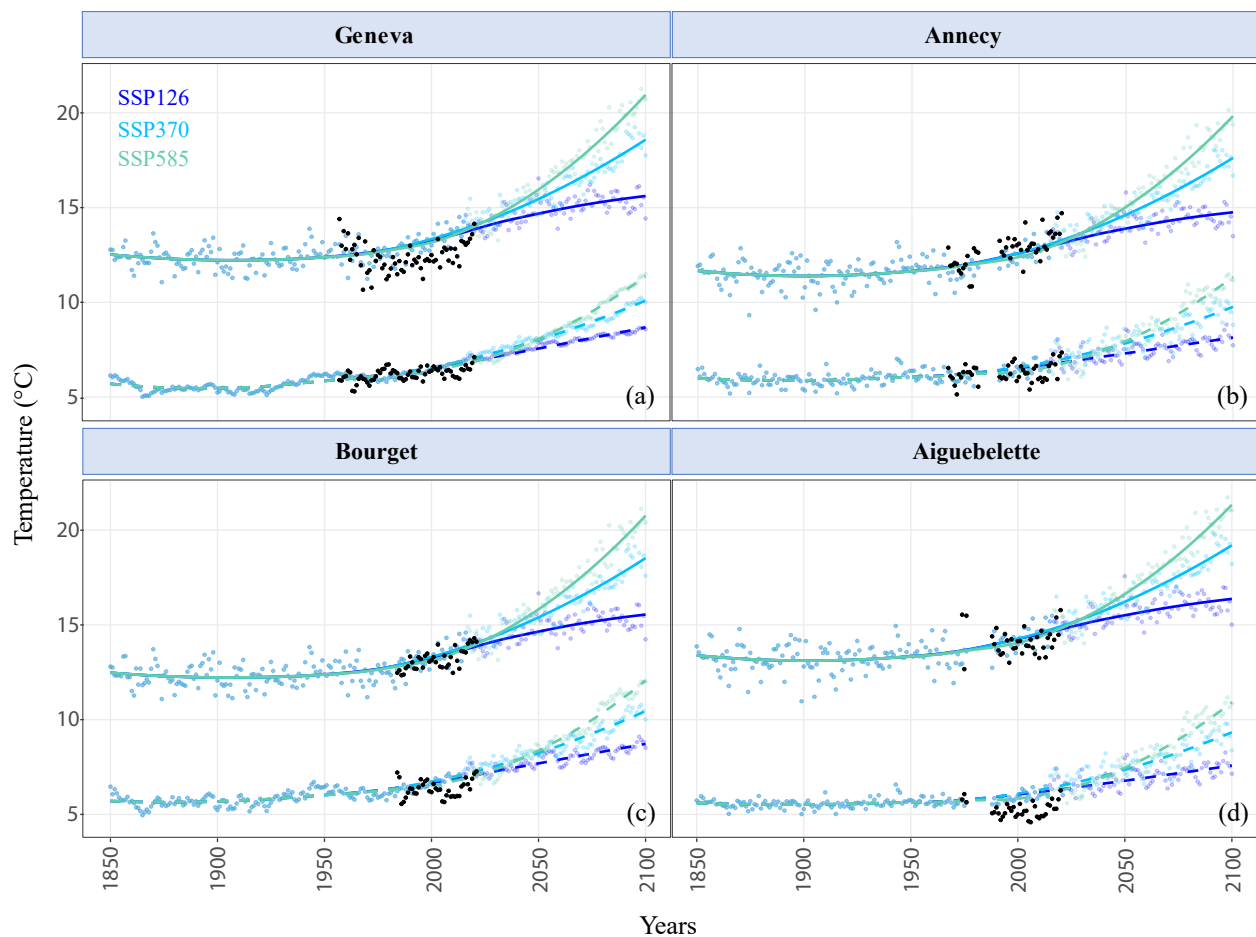 Geneva
Annecy
SSP126
SSP370
SSP585
20
15
10
5
(a)
(b)
Bourget
Aiguebelette
Temperature (°C)
20
15
10
5
(c)
(d)
1850
1900
1950
2000
2050
2100
1850
1900
1950
2000
2050
2100
Years